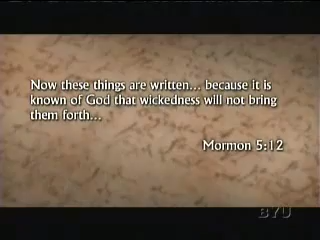 Now these things are written... because it is
known of God that wickedness will not bring
them forth...
Mormon 5:12
BYU